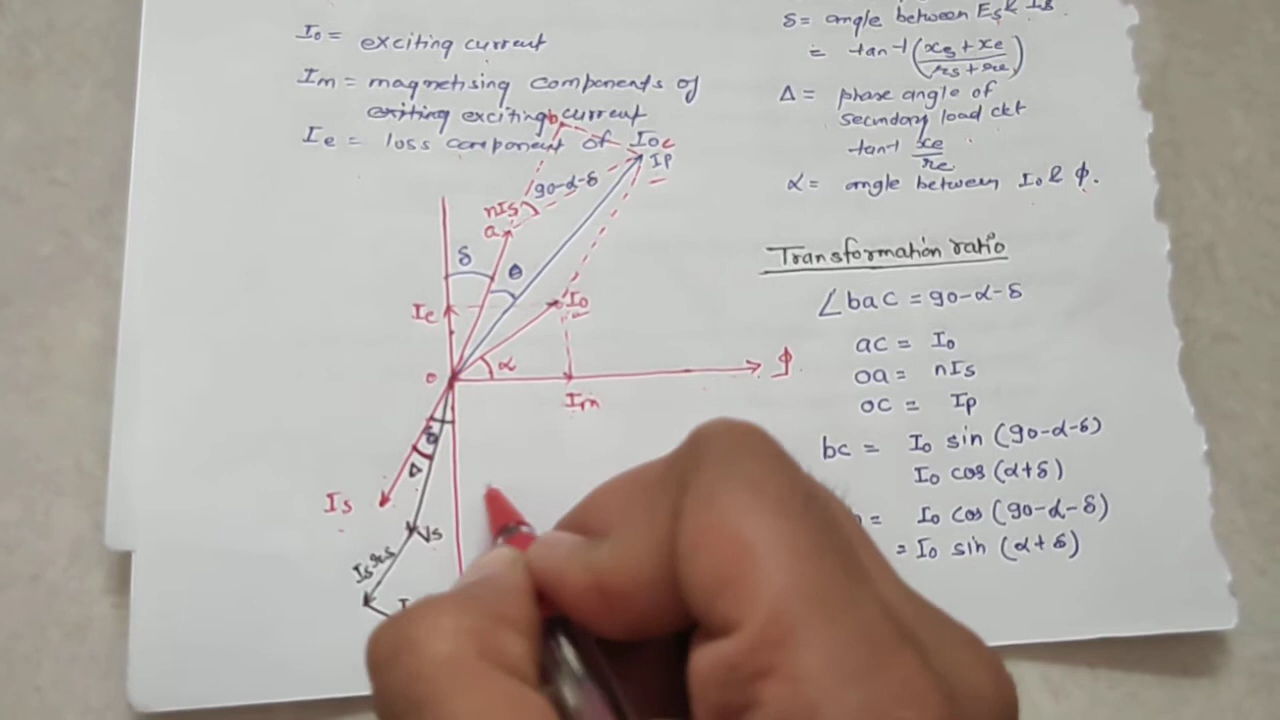 I₀ = exciting current
Im = magnetising components of
exiting exciting current
Ie = loss component of I₀
δ = angle between Es &
= tan-1 (xs + xe / rs + re)
Δ = phase angle of
secondary load ckt
tan-1 xe / re
α = angle between I₀ & ϕ.
b
c
Ip
90-α-δ
nIs
a
δ
θ
Ie
I₀
α
o
ϕ
Im
δ
Δ
Is
Vs
Isrs
Transformation ratio
∠bac = 90-α-δ
ac = I₀
oa = nIs
oc = Ip
bc = I₀ sin (90-α-δ)
I₀ cos (α+δ)
= I₀ cos (90-α-δ)
= I₀ sin (α+δ)